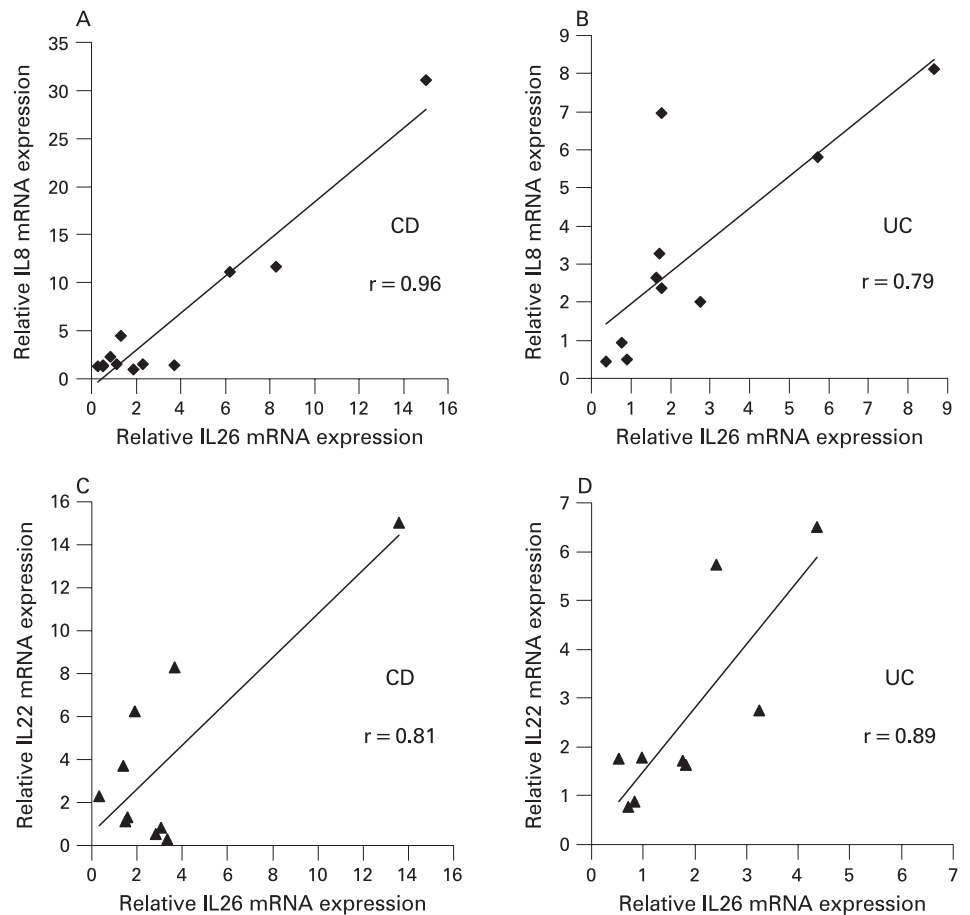 A
Relative IL8 mRNA expression
35
30
25
20
15
10
5
0
CD
r = 0.96
0 2 4 6 8 10 12 14 16
Relative IL26 mRNA expression
B
Relative IL8 mRNA expression
9
8
7
6
5
4
3
2
1
0
UC
r = 0.79
0 1 2 3 4 5 6 7 8 9
Relative IL26 mRNA expression
C
Relative IL22 mRNA expression
16
14
12
10
8
6
4
2
0
CD
r = 0.81
0 2 4 6 8 10 12 14 16
Relative IL26 mRNA expression
D
Relative IL22 mRNA expression
7
6
5
4
3
2
1
0
UC
r = 0.89
0 1 2 3 4 5 6 7
Relative IL26 mRNA expression